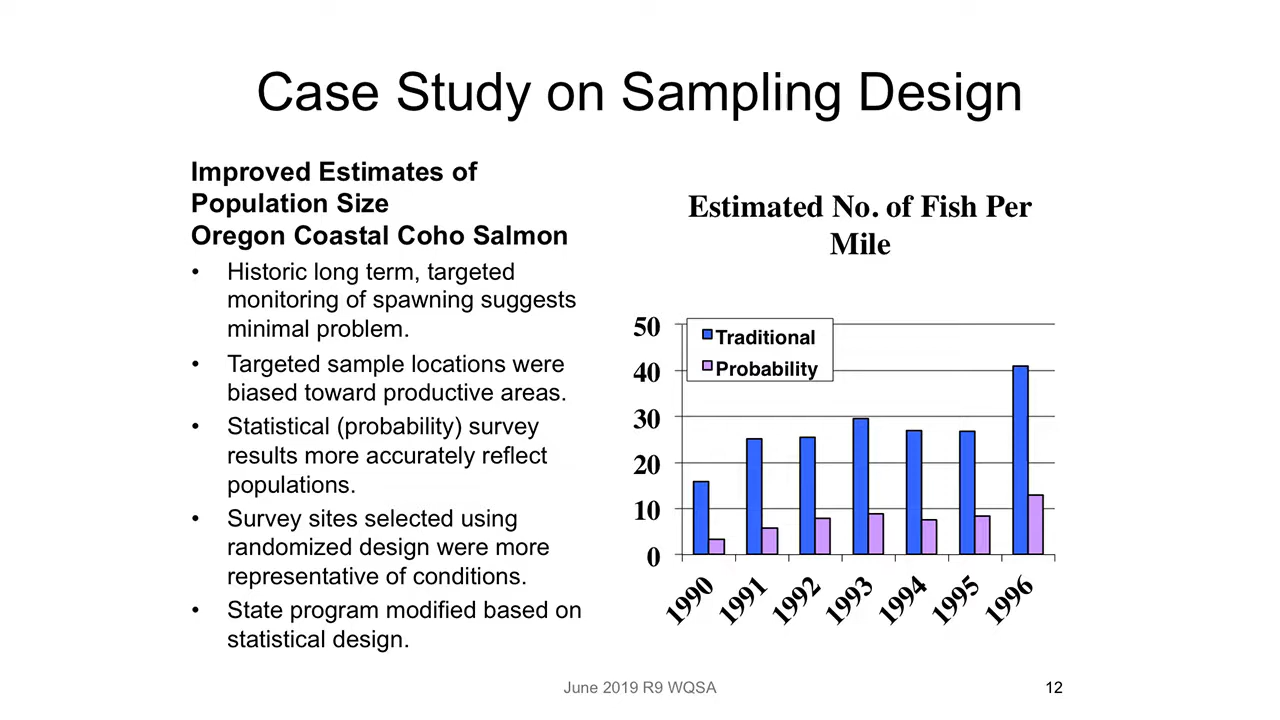 Case Study on Sampling Design
Improved Estimates of
Population Size
Oregon Coastal Coho Salmon
• Historic long term, targeted
monitoring of spawning suggests
minimal problem.
• Targeted sample locations were
biased toward productive areas.
• Statistical (probability) survey
results more accurately reflect
populations.
• Survey sites selected using
randomized design were more
representative of conditions.
• State program modified based on
statistical design.
Estimated No. of Fish Per
Mile
50
40
30
20
10
0
Traditional
Probability
1990
1991
1992
1993
1994
1995
1996
June 2019 R9 WQSA
12